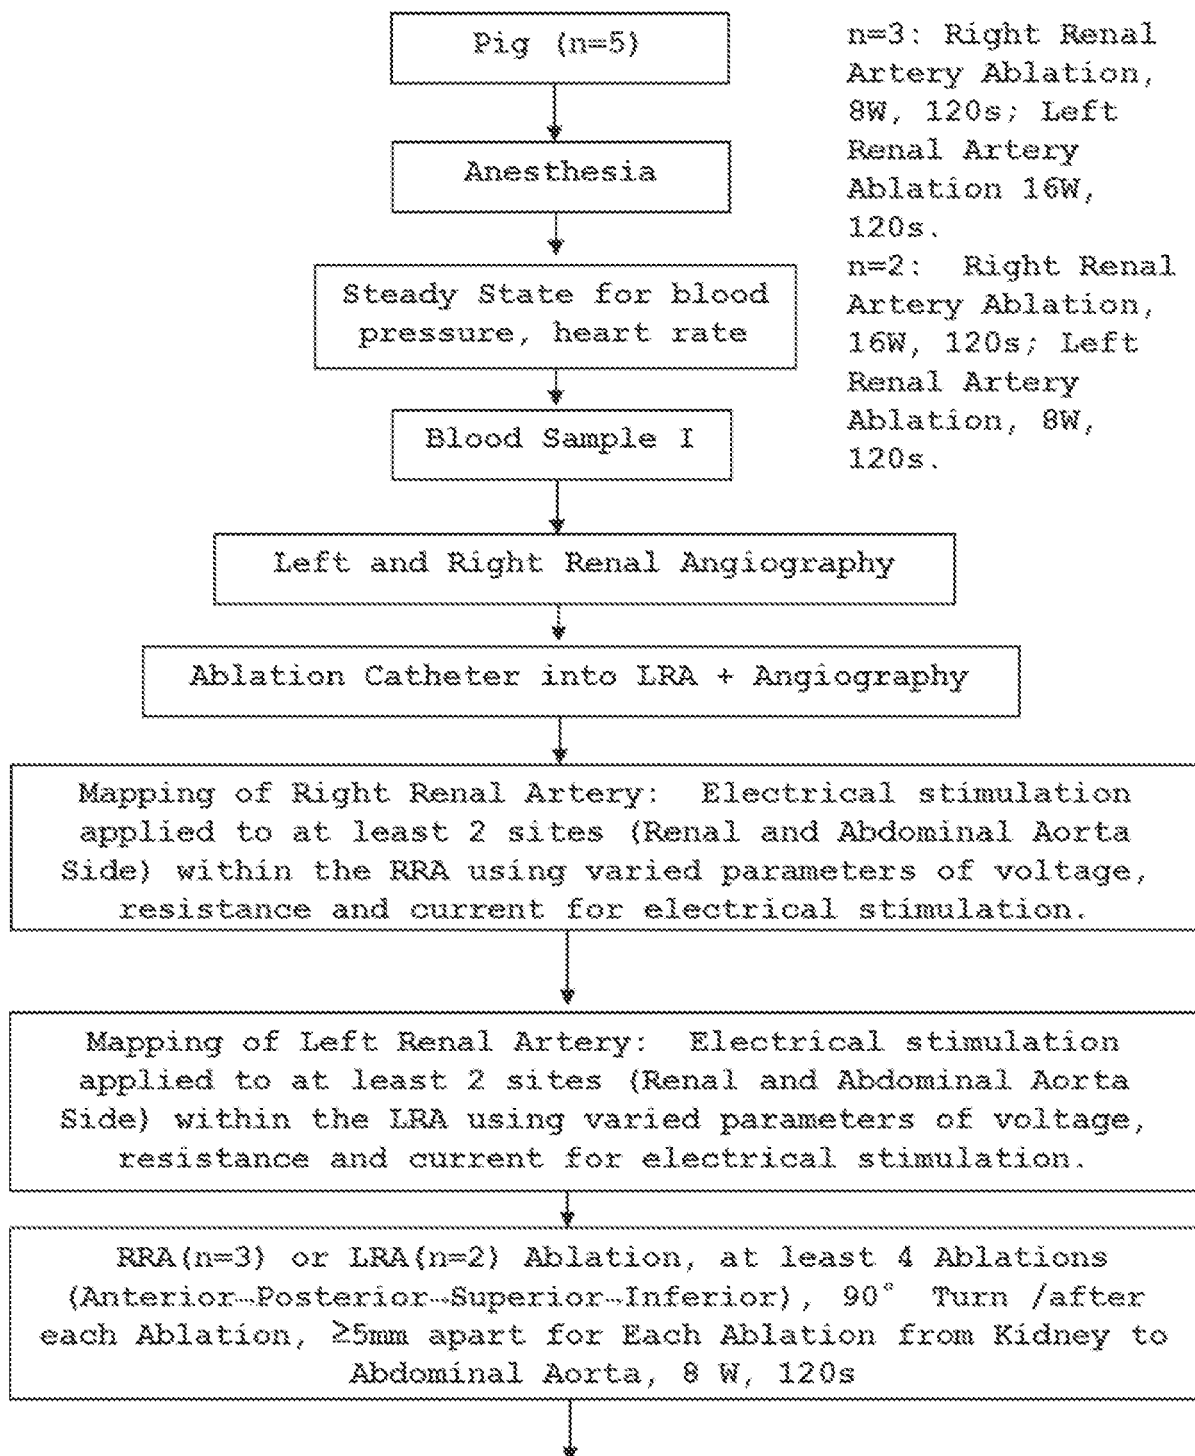 Pig (n=5)
Anesthesia
Steady State for blood
pressure, heart rate
Blood Sample I
n=3: Right Renal
Artery Ablation,
8W, 120s; Left
Renal Artery
Ablation 16W,
120s.
n=2:  Right Renal
Artery Ablation,
16W, 120s; Left
Renal Artery
Ablation, 8W,
120s.
Left and Right Renal Angiography
Ablation Catheter into LRA + Angiography
Mapping of Right Renal Artery:  Electrical stimulation
applied to at least 2 sites (Renal and Abdominal Aorta
Side) within the RRA using varied parameters of voltage,
resistance and current for electrical stimulation.
Mapping of Left Renal Artery:  Electrical stimulation
applied to at least 2 sites (Renal and Abdominal Aorta
Side) within the LRA using varied parameters of voltage,
resistance and current for electrical stimulation.
RRA(n=3) or LRA(n=2) Ablation, at least 4 Ablations
(Anterior→Posterior→Superior→Inferior), 90° Turn /after
each Ablation, ≥5mm apart for Each Ablation from Kidney to
Abdominal Aorta, 8 W, 120s